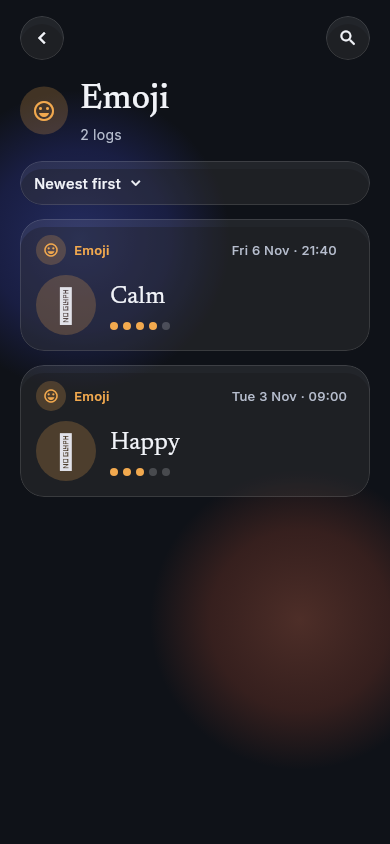 Emoji
2 logs
Newest first
Emoji
Fri 6 Nov · 21:40
NO GLYPH
Calm
Emoji
Tue 3 Nov · 09:00
NO GLYPH
Happy